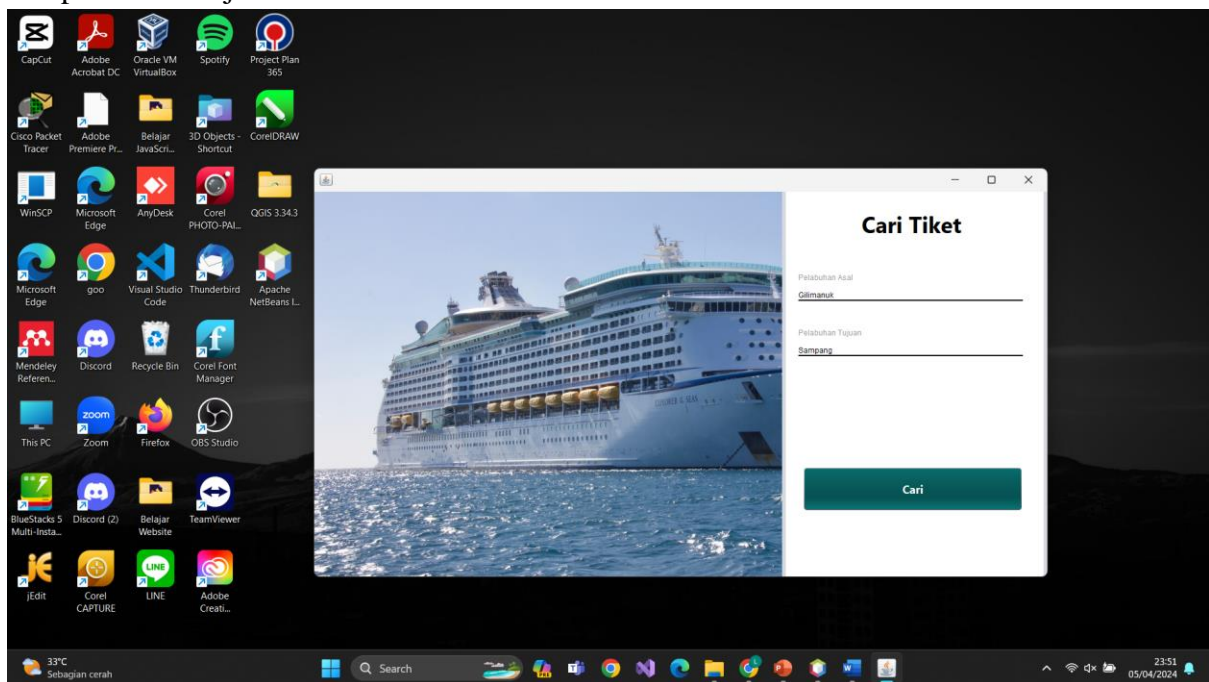 CapCut
Adobe
Acrobat DC
Oracle VM
VirtualBox
Spotify
Project Plan
365
Cisco Packet
Tracer
Adobe
Premiere Pr...
Belajar
JavaScri...
3D Objects -
Shortcut
CorelDRAW
WinSCP
Microsoft
Edge
AnyDesk
Corel
PHOTO-PAI...
QGIS 3.34.3
Microsoft
Edge
goo
Visual Studio
Code
Thunderbird
Apache
NetBeans I...
Mendeley
Referen...
Discord
Recycle Bin
Corel Font
Manager
This PC
zoom
Zoom
Firefox
OBS Studio
BlueStacks 5
Multi-Insta...
Discord (2)
Belajar
Website
TeamViewer
jEdit
Corel
CAPTURE
LINE
LINE
Adobe
Creati...
Cari Tiket
Pelabuhan Asal
Gilimanuk
Pelabuhan Tujuan
Sampang
Cari
33°C
Sebagian cerah
Search
23:51
05/04/2024